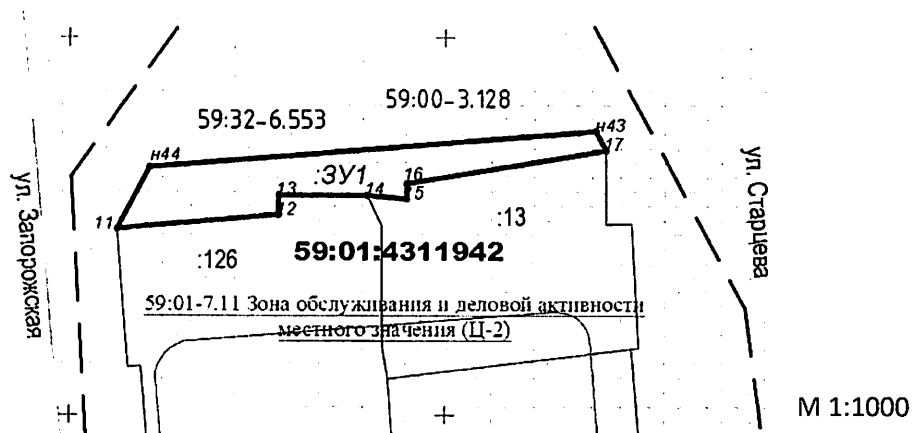 59:00-3.128
59:32-6.553
н43
17
н44
:ЗУ1
16
13
14
15
12
11
:13
59:01:4311942
:126
59:01-7.11 Зона обслуживания и деловой активности
местного значения (Ц-2)
ул. Запорожская
ул. Старцева
М 1:1000